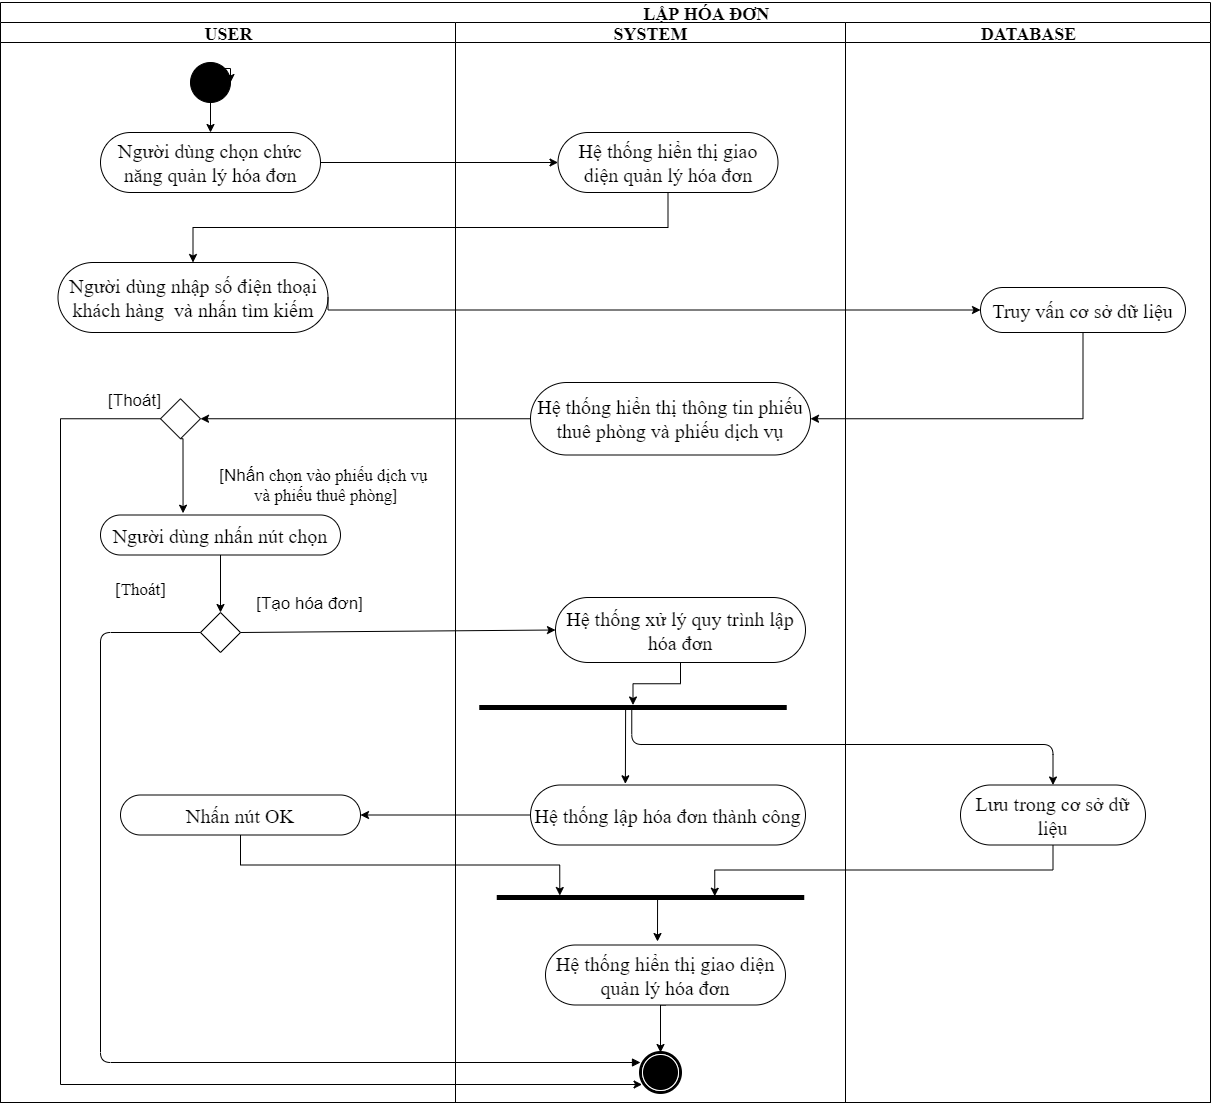 LẬP HÓA ĐƠN
USER
SYSTEM
DATABASE
Người dùng chọn chức
năng quản lý hóa đơn
Hệ thống hiển thị giao
diện quản lý hóa đơn
Người dùng nhập số điện thoại
khách hàng và nhấn tìm kiếm
Truy vấn cơ sở dữ liệu
Hệ thống hiển thị thông tin phiếu
thuê phòng và phiếu dịch vụ
[Thoát]
[Nhấn chọn vào phiếu dịch vụ
và phiếu thuê phòng]
Người dùng nhấn nút chọn
[Thoát]
[Tạo hóa đơn]
Hệ thống xử lý quy trình lập
hóa đơn
Nhấn nút OK
Hệ thống lập hóa đơn thành công
Lưu trong cơ sở dữ
liệu
Hệ thống hiển thị giao diện
quản lý hóa đơn